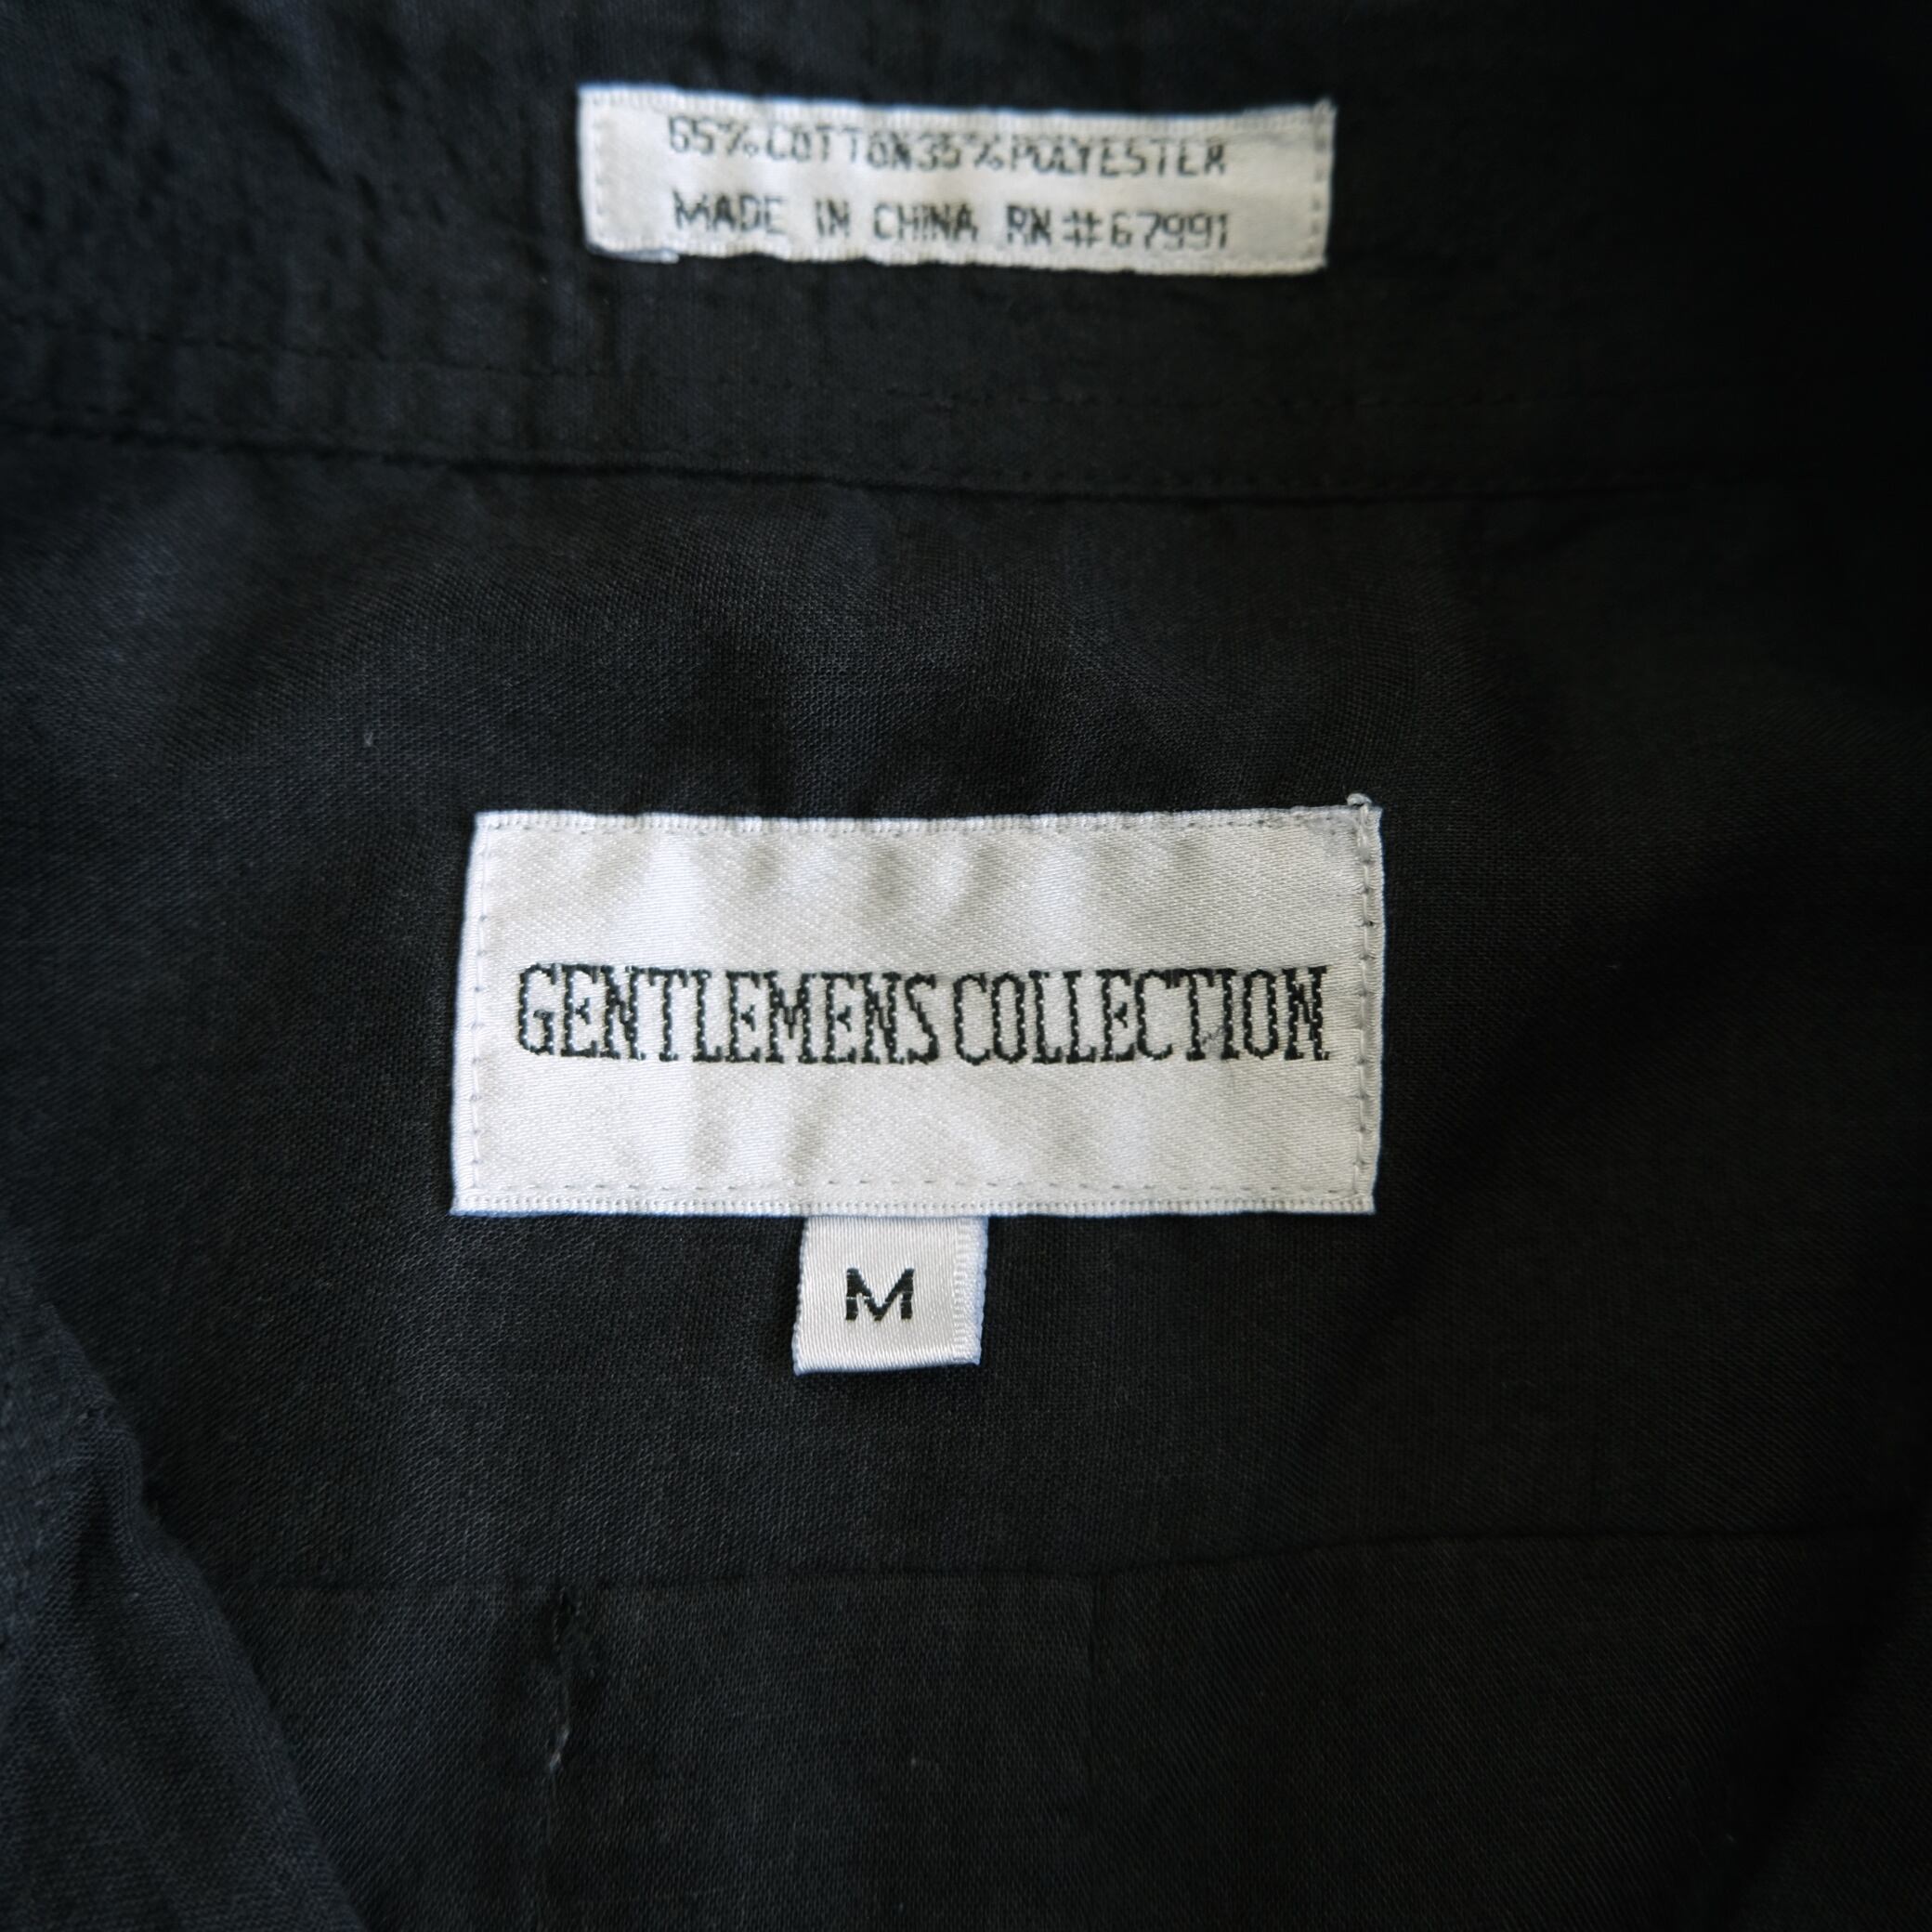 65%COTTON35%POLYESTER
MADE IN CHINA RN#67991
GENTLEMENS COLLECTION
M